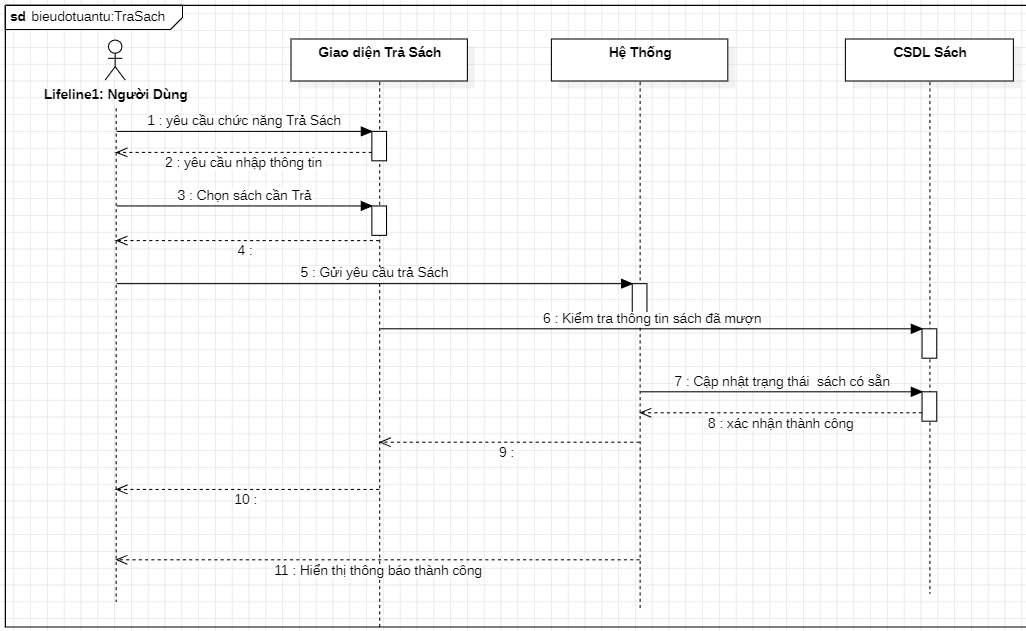 sd bieudotuantu:TraSach
Giao diện Trả Sách
Hệ Thống
CSDL Sách
Lifeline1: Người Dùng
1 : yêu cầu chức năng Trả Sách
2 : yêu cầu nhập thông tin
3 : Chọn sách cần Trả
4 :
5 : Gửi yêu cầu trả Sách
6 : Kiểm tra thông tin sách đã mượn
7 : Cập nhật trạng thái  sách có sẵn
8 : xác nhận thành công
9 :
10 :
11 : Hiển thị thông báo thành công